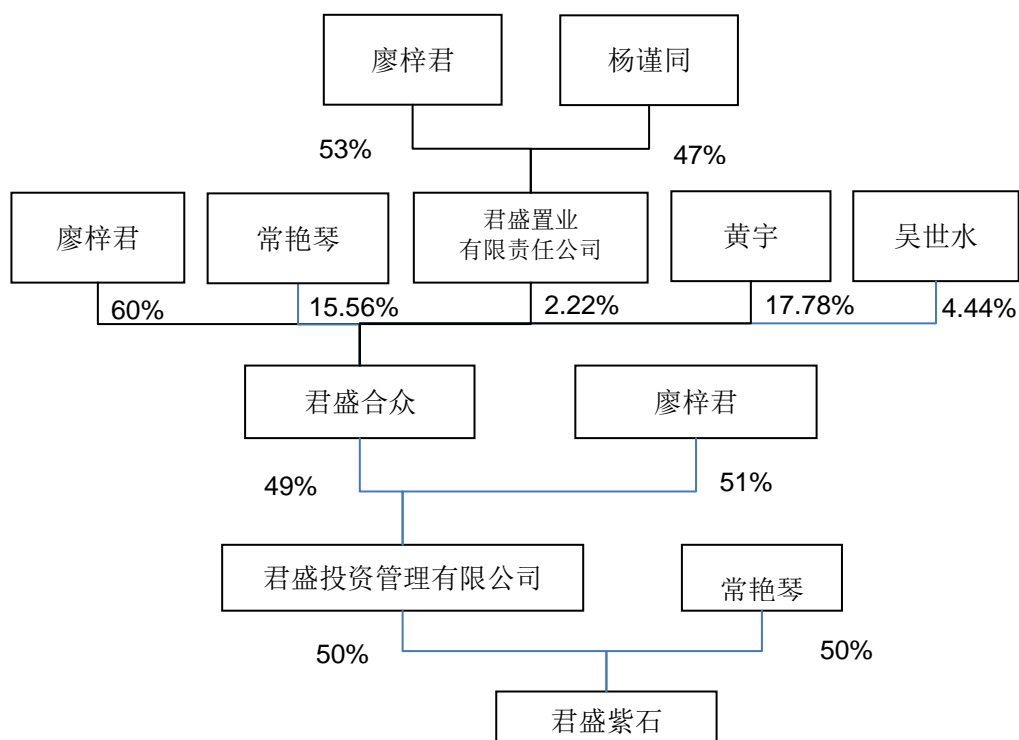 廖梓君
杨谨同
53%
47%
廖梓君
常艳琴
君盛置业
有限责任公司
黄宇
吴世水
60%
15.56%
2.22%
17.78%
4.44%
君盛合众
廖梓君
49%
51%
君盛投资管理有限公司
常艳琴
50%
50%
君盛紫石